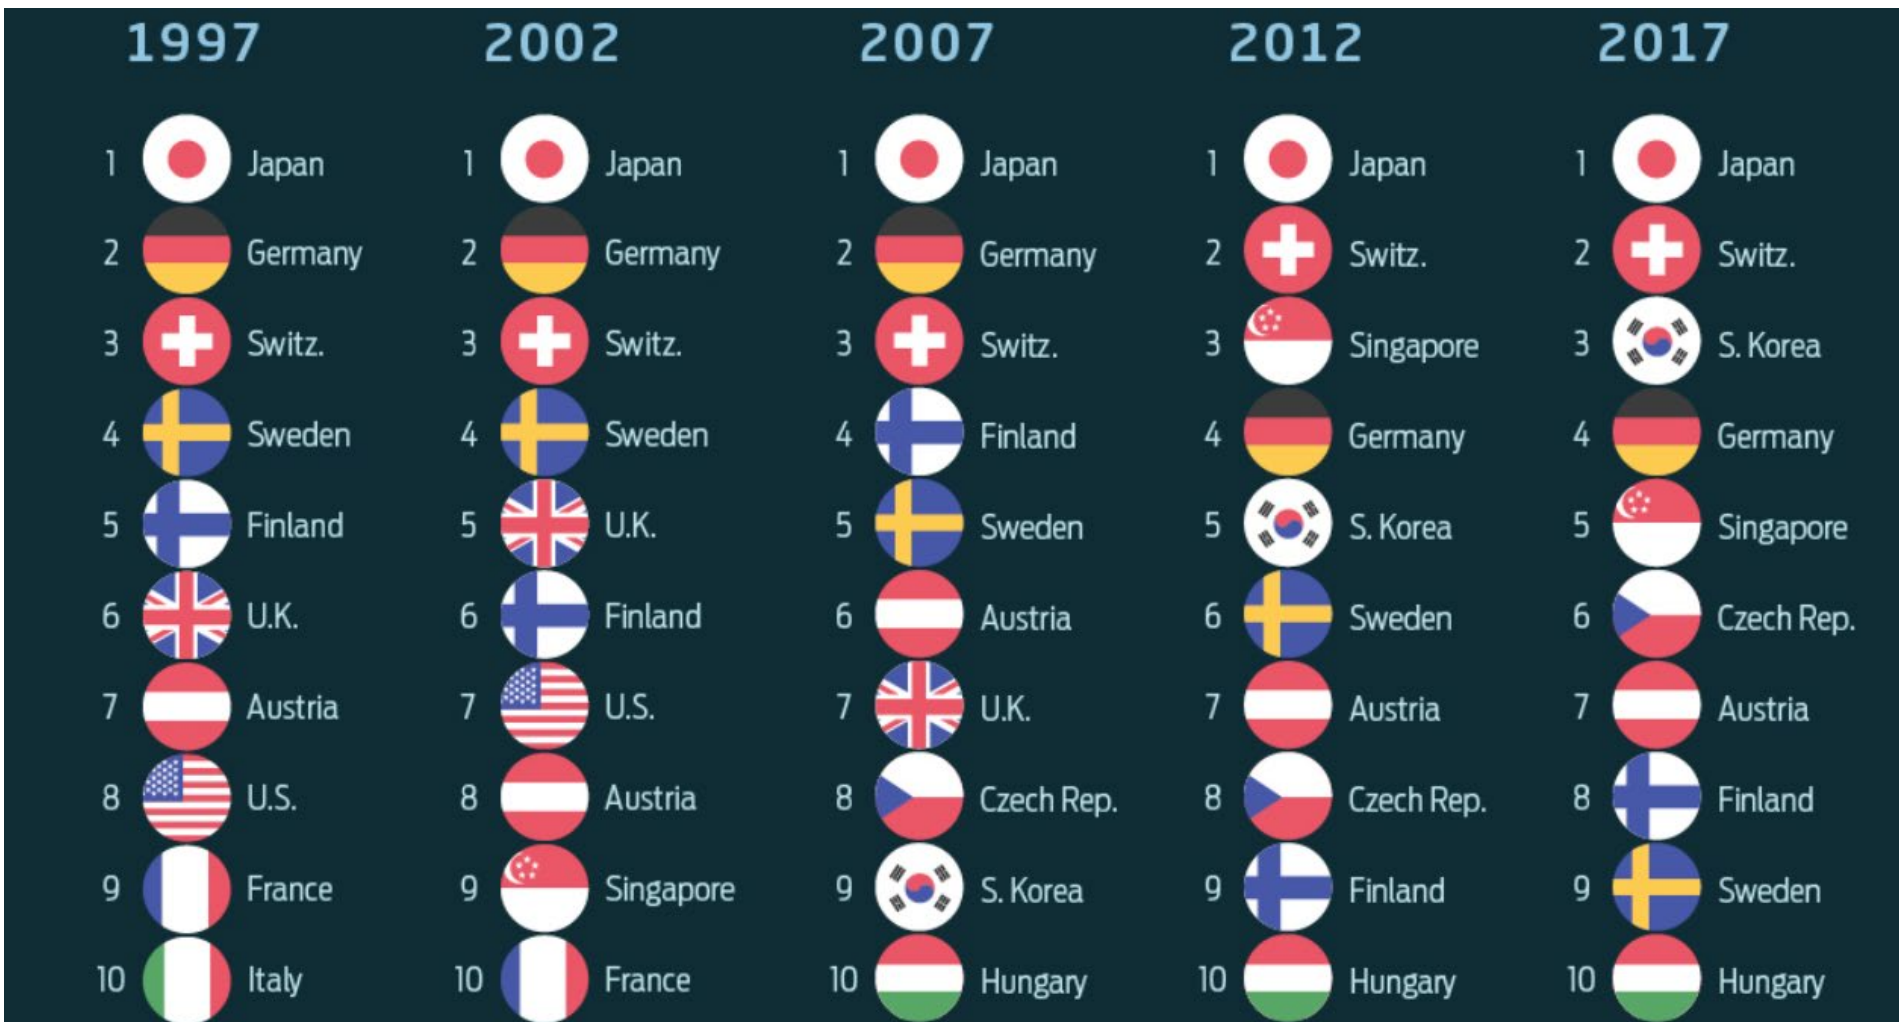 1997 2002 2007 2012 2017
1 Japan 1 Japan 1 Japan 1 Japan 1 Japan
2 Germany 2 Germany 2 Germany 2 Switz. 2 Switz.
3 Switz. 3 Switz. 3 Switz. 3 Singapore 3 S. Korea
4 Sweden 4 Sweden 4 Finland 4 Germany 4 Germany
5 Finland 5 U.K. 5 Sweden 5 S. Korea 5 Singapore
6 U.K. 6 Finland 6 Austria 6 Sweden 6 Czech Rep.
7 Austria 7 U.S. 7 U.K. 7 Austria 7 Austria
8 U.S. 8 Austria 8 Czech Rep. 8 Czech Rep. 8 Finland
9 France 9 Singapore 9 S. Korea 9 Finland 9 Sweden
10 Italy 10 France 10 Hungary 10 Hungary 10 Hungary